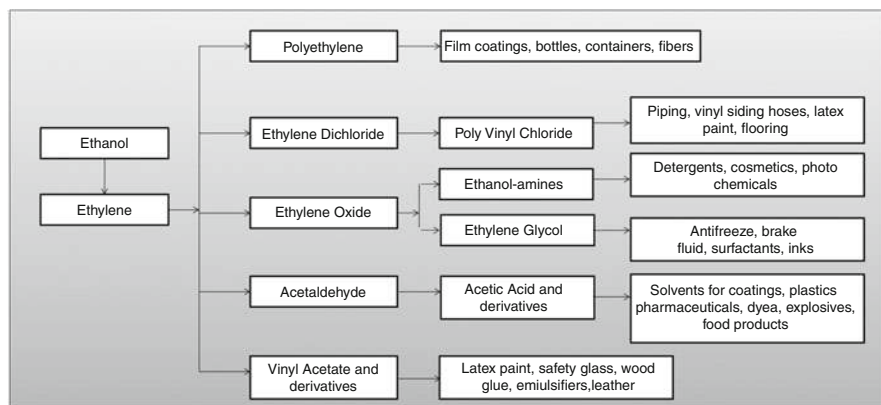 Polyethylene
Film coatings, bottles, containers, fibers
Ethanol
Ethylene Dichloride
Poly Vinyl Chloride
Piping, vinyl siding hoses, latex
paint, flooring
Ethylene
Ethylene Oxide
Ethanol-amines
Detergents, cosmetics, photo
chemicals
Ethylene Glycol
Antifreeze, brake
fluid, surfactants, inks
Acetaldehyde
Acetic Acid and
derivatives
Solvents for coatings, plastics
pharmaceuticals, dyea, explosives,
food products
Vinyl Acetate and
derivatives
Latex paint, safety glass, wood
glue, emiulsifiers,leather